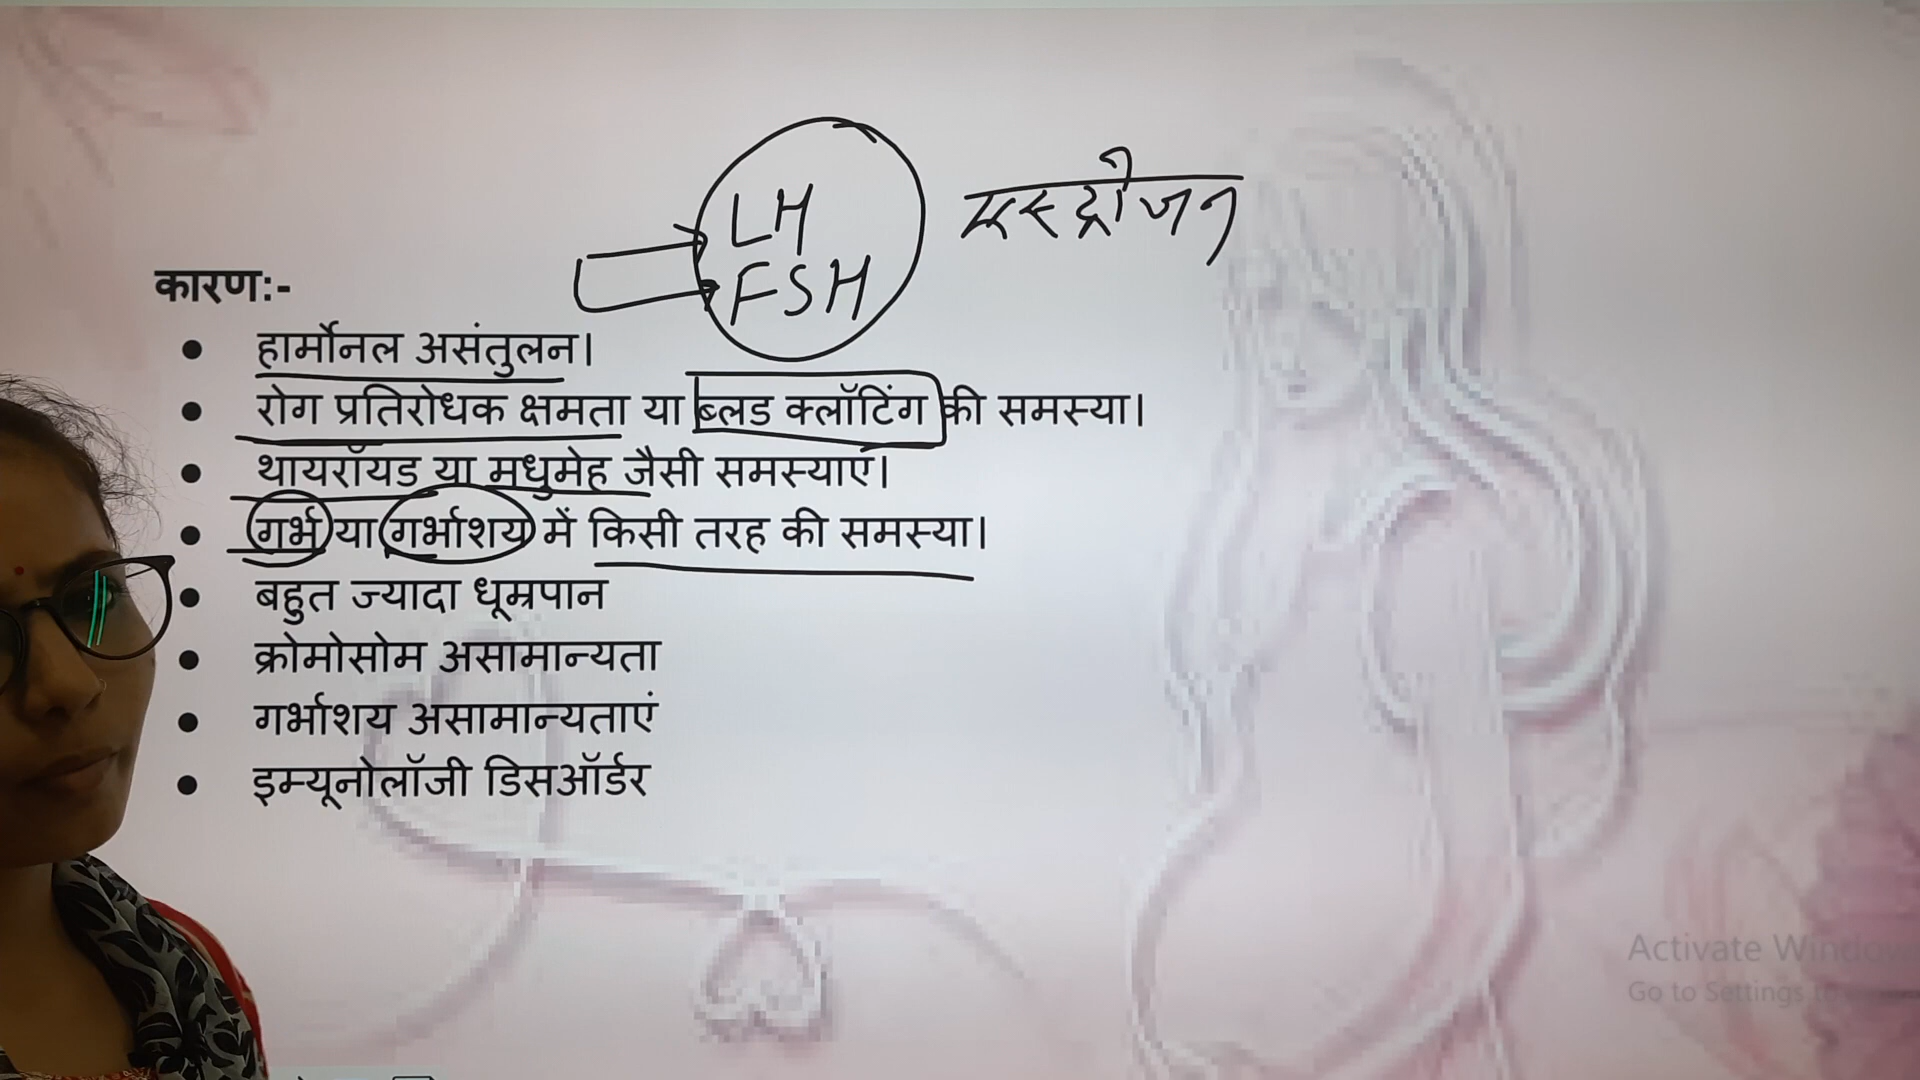 LH
FSH
एस्ट्रोजन
कारण:-
• हार्मोनल असंतुलन।
• रोग प्रतिरोधक क्षमता या ब्लड क्लॉटिंग की समस्या।
• थायरॉयड या मधुमेह जैसी समस्याएं।
• गर्भ या गर्भाशय में किसी तरह की समस्या।
• बहुत ज्यादा धूम्रपान
• क्रोमोसोम असामान्यता
• गर्भाशय असामान्यताएं
• इम्यूनोलॉजी डिसऑर्डर
Activate Windows
Go to Settings to